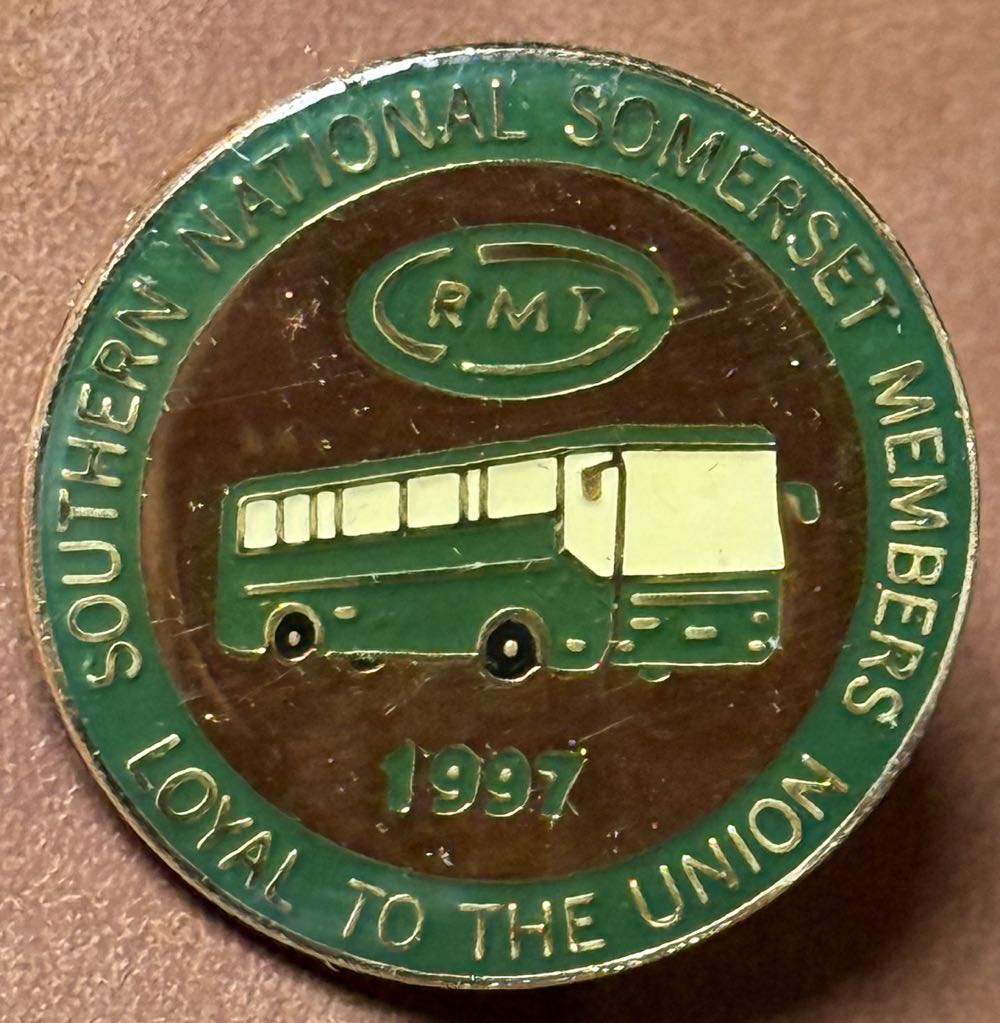 SOUTHERN NATIONAL SOMERSET MEMBERS
RMT
1997
LOYAL TO THE UNION